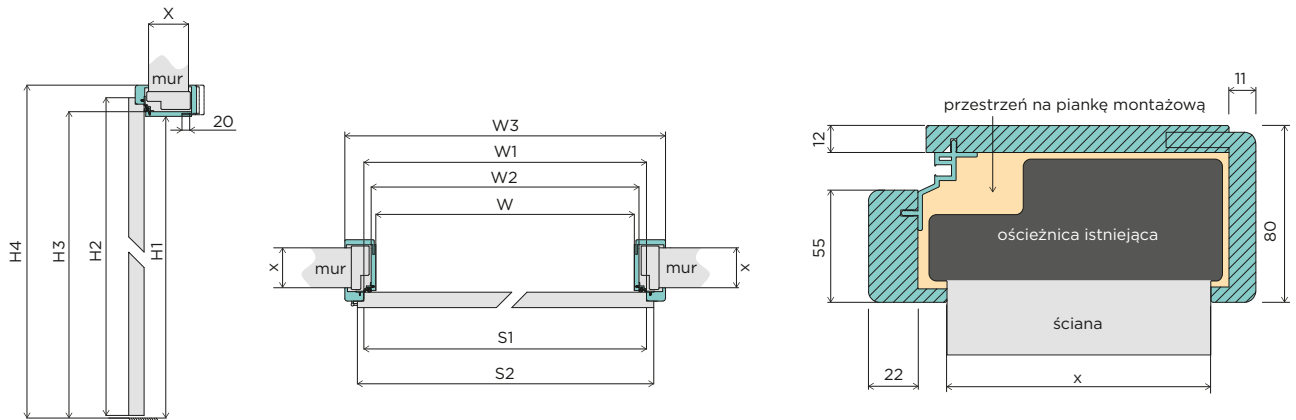 X
mur
20
H4
H3
H2
H1
W3
W1
W2
W
x
mur
mur
x
S1
S2
11
przestrzeń na piankę montażową
12
55
ościeżnica istniejąca
80
ściana
22
x